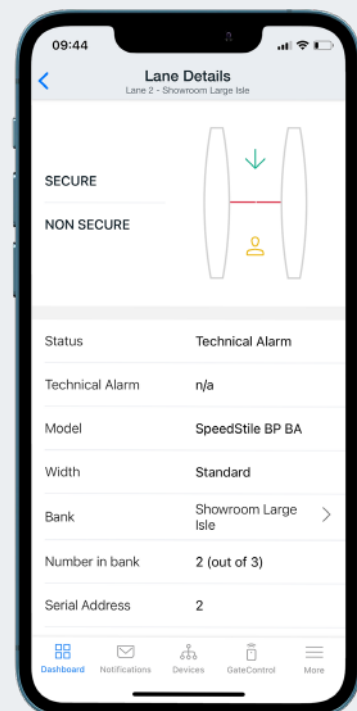 09:44
Lane Details
Lane 2 - Showroom Large Isle
SECURE
NON SECURE
Status Technical Alarm
Technical Alarm n/a
Model SpeedStile BP BA
Width Standard
Bank Showroom Large
Isle
Number in bank 2 (out of 3)
Serial Address 2
Dashboard Notifications Devices GateControl More